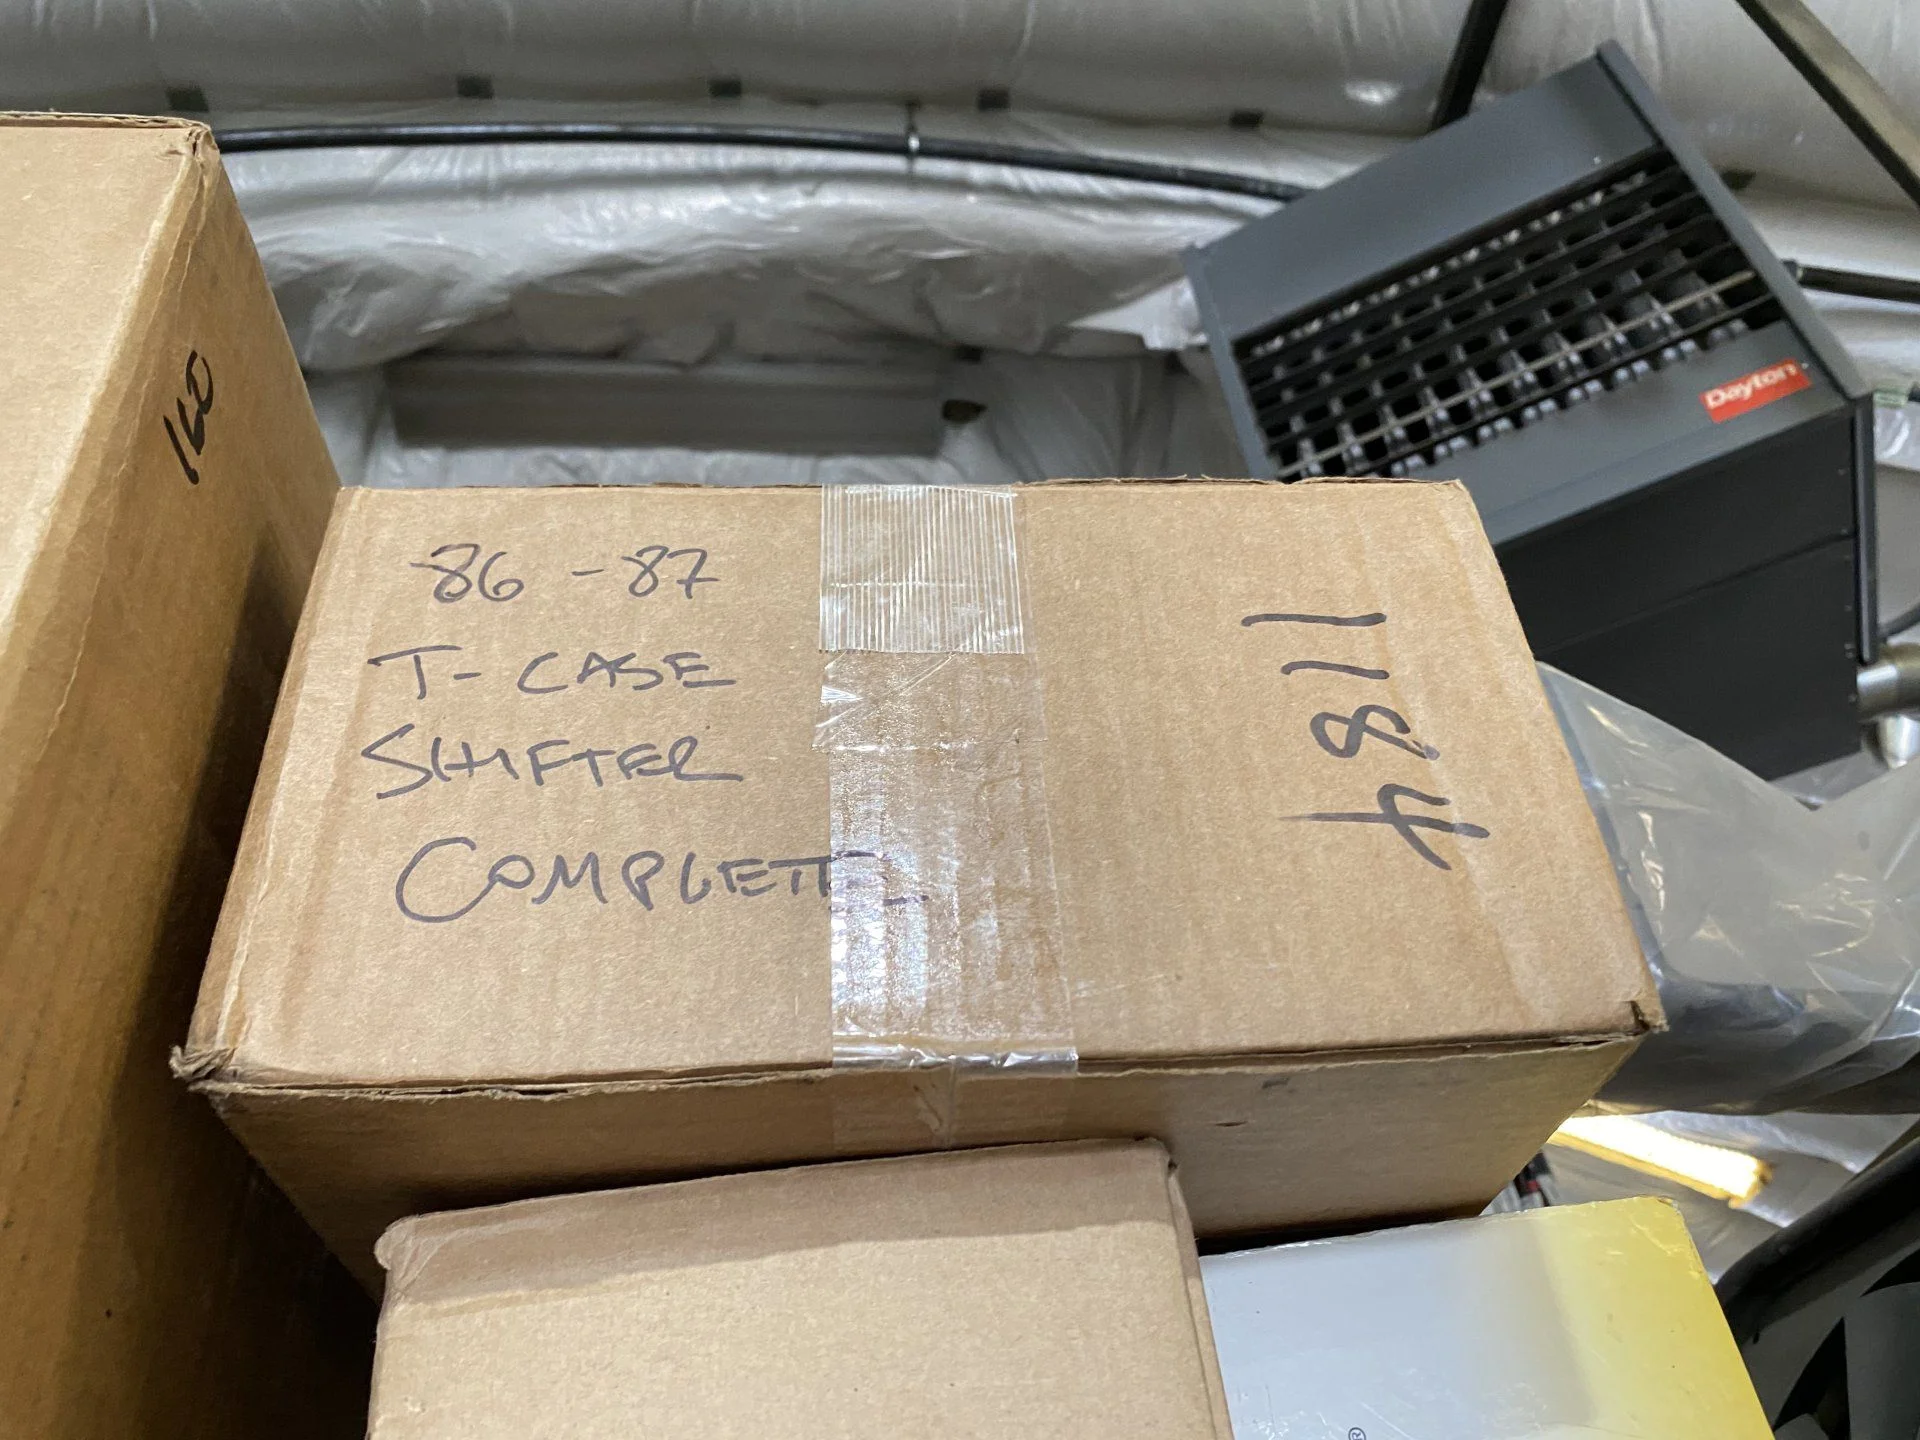 160
Dayton
86-87
T-CASE
SHIFTER
COMPLETE
1184
®